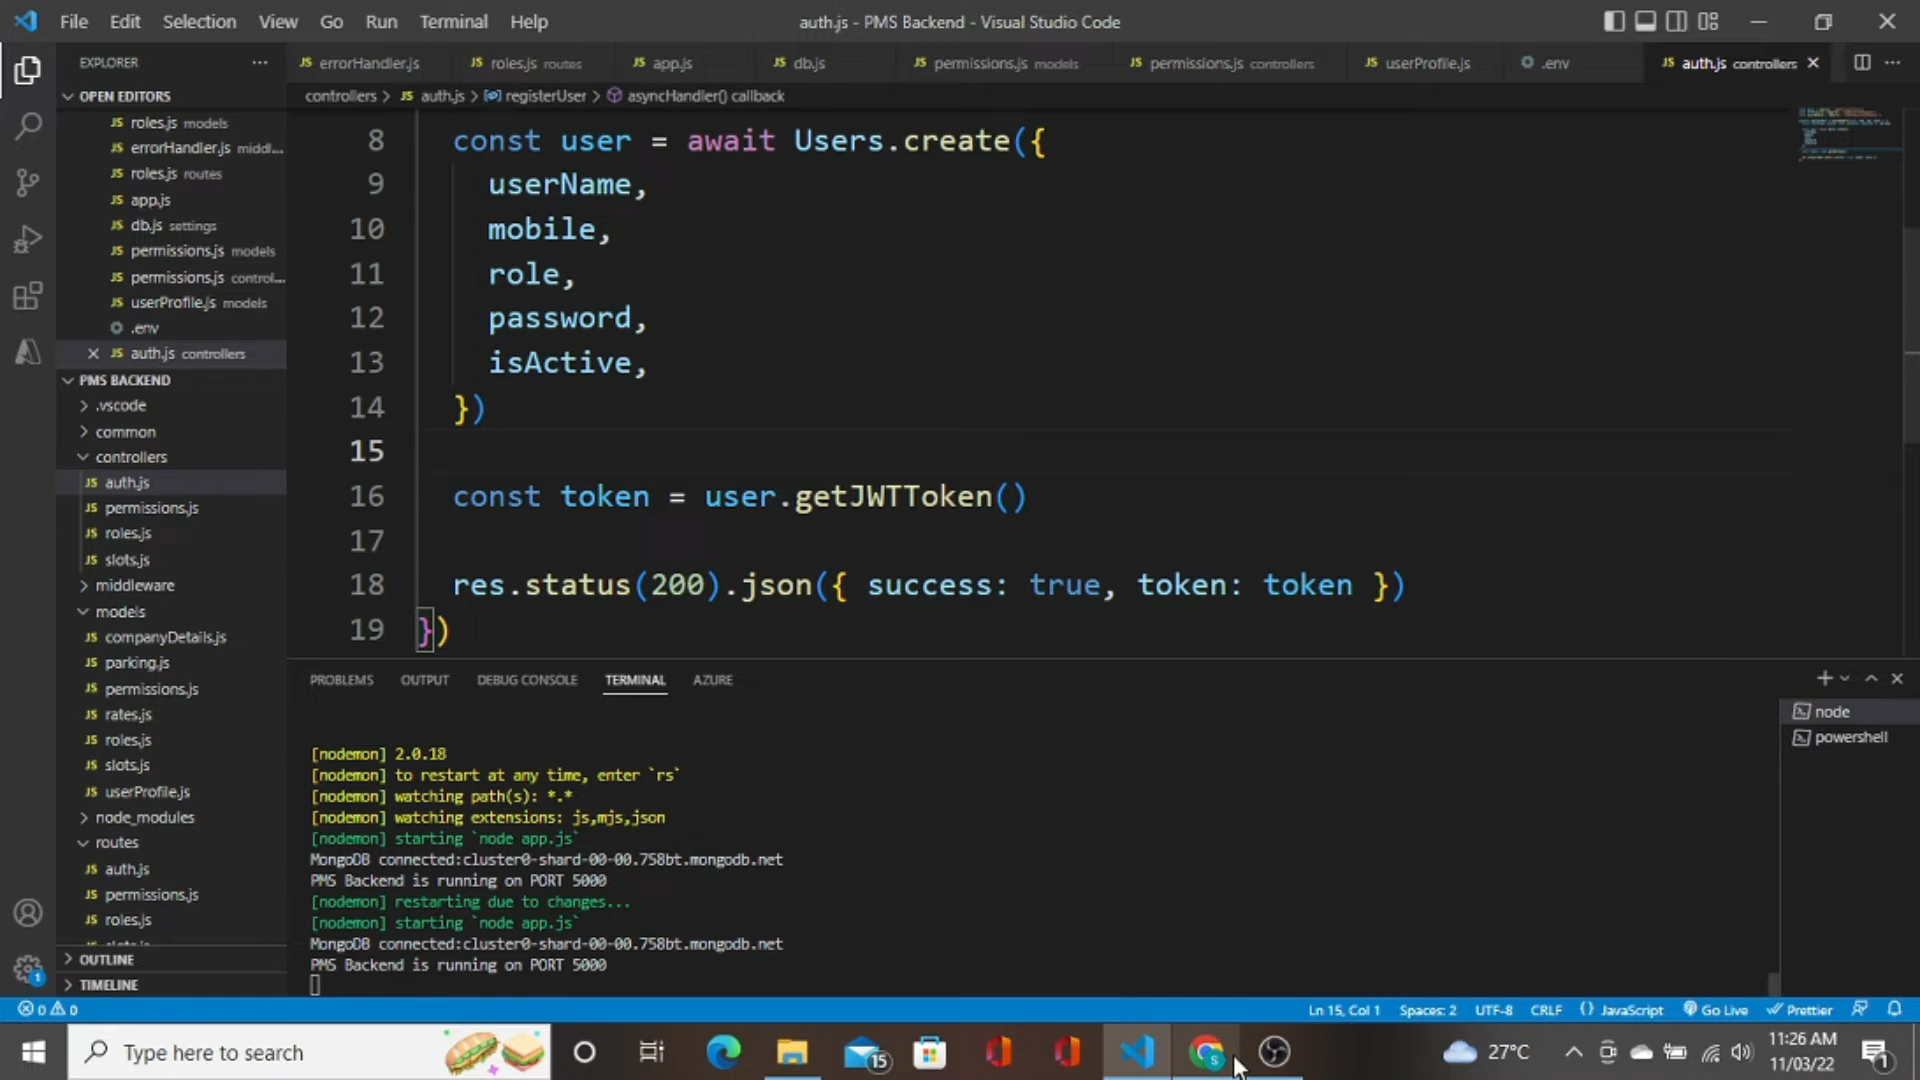 File Edit Selection View Go Run Terminal Help
auth.js - PMS Backend - Visual Studio Code
EXPLORER
errorHandler.js
roles.js routes
app.js
db.js
permissions.js models
permissions.js controllers
userProfile.js
.env
auth.js controllers
OPEN EDITORS
roles.js models
errorHandler.js middl...
roles.js routes
app.js
db.js settings
permissions.js models
permissions.js control...
userProfile.js models
.env
auth.js controllers
PMS BACKEND
.vscode
common
controllers
auth.js
permissions.js
roles.js
slots.js
middleware
models
companyDetails.js
parking.js
permissions.js
rates.js
roles.js
slots.js
userProfile.js
node_modules
routes
auth.js
permissions.js
roles.js
OUTLINE
TIMELINE
controllers > JS auth.js > registerUser > asyncHandler() callback
8 const user = await Users.create({
9 userName,
10 mobile,
11 role,
12 password,
13 isActive,
14 })
15
16 const token = user.getJWTToken()
17
18 res.status(200).json({ success: true, token: token })
19 })
PROBLEMS OUTPUT DEBUG CONSOLE TERMINAL AZURE
node
powershell
[nodemon] 2.0.18
[nodemon] to restart at any time, enter `rs`
[nodemon] watching path(s): *.*
[nodemon] watching extensions: js,mjs,json
[nodemon] starting `node app.js`
MongoDB connected:cluster0-shard-00-00.758bt.mongodb.net
PMS Backend is running on PORT 5000
[nodemon] restarting due to changes...
[nodemon] starting `node app.js`
MongoDB connected:cluster0-shard-00-00.758bt.mongodb.net
PMS Backend is running on PORT 5000
0 0
Ln 15, Col 1 Spaces: 2 UTF-8 CRLF {} JavaScript Go Live Prettier
Type here to search
15
27°C
11:26 AM
11/03/22
1